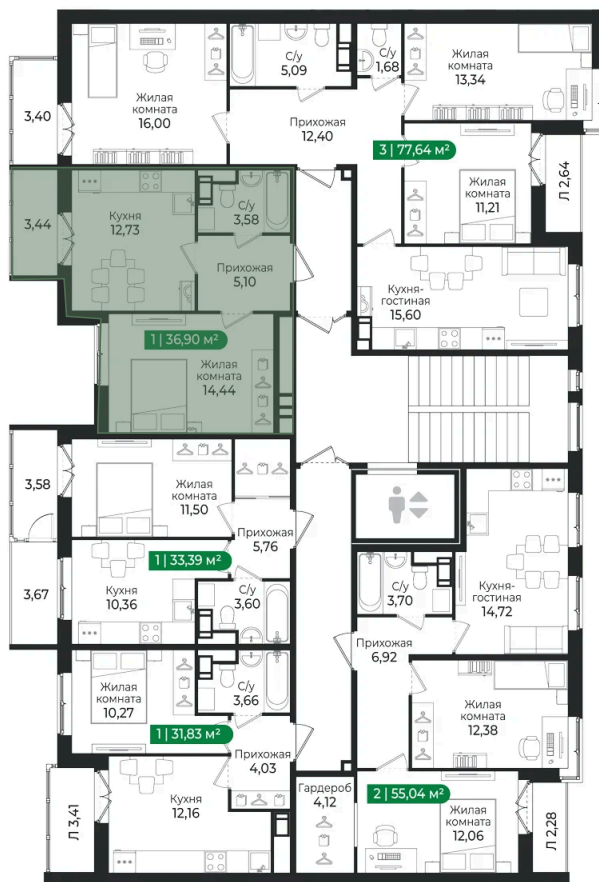 С/у
5,09
С/у
1,68
Жилая
комната
13,34
3,40
Жилая
комната
16,00
Прихожая
12,40
3 | 77,64 м²
Жилая
комната
11,21
Л 2,64
3,44
Кухня
12,73
С/у
3,58
Прихожая
5,10
Кухня-
гостиная
15,60
1 | 36,90 м²
Жилая
комната
14,44
3,58
11,50
Прихожая
5,76
1 | 33,39 м²
3,67
Кухня
10,36
С/у
3,60
С/у
3,70
Кухня-
гостиная
14,72
Прихожая
6,92
Жилая
комната
10,27
С/у
3,66
Жилая
комната
12,38
1 | 31,83 м²
Прихожая
4,03
Л 3,41
Кухня
12,16
Гардероб
4,12
2 | 55,04 м²
Жилая
комната
12,06
Л 2,28